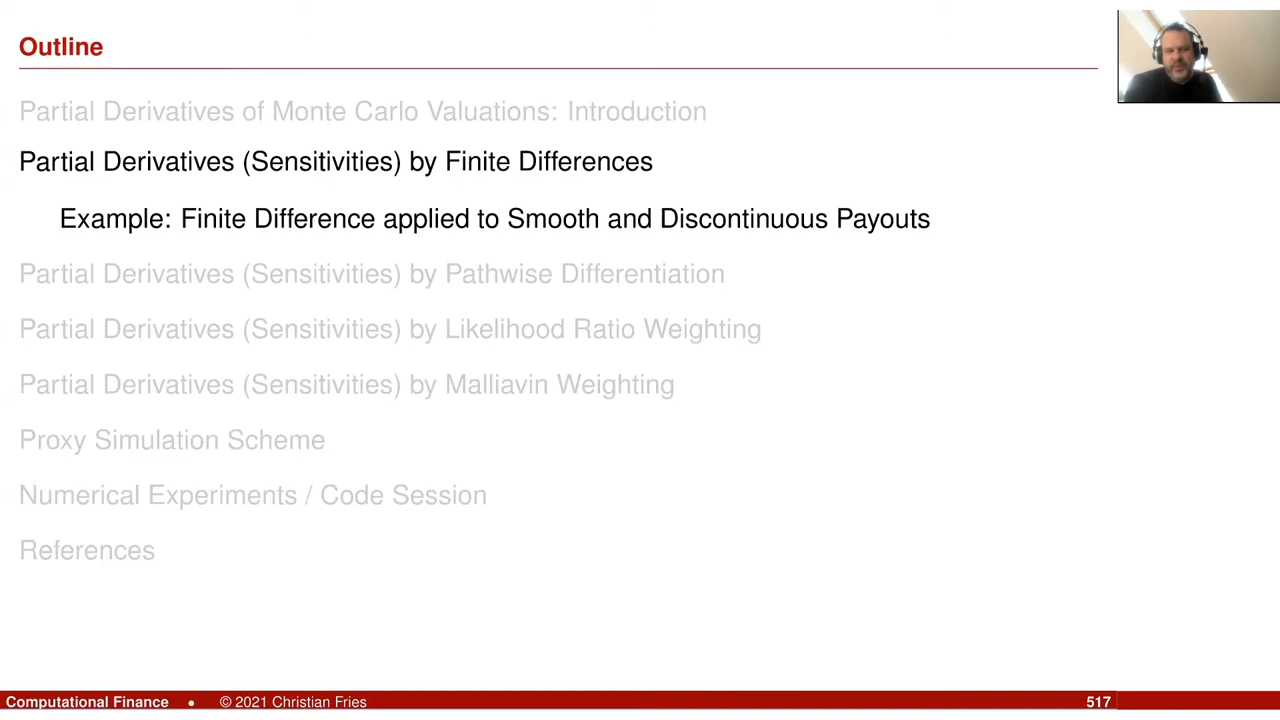 Outline
Partial Derivatives of Monte Carlo Valuations: Introduction
Partial Derivatives (Sensitivities) by Finite Differences
Example: Finite Difference applied to Smooth and Discontinuous Payouts
Partial Derivatives (Sensitivities) by Pathwise Differentiation
Partial Derivatives (Sensitivities) by Likelihood Ratio Weighting
Partial Derivatives (Sensitivities) by Malliavin Weighting
Proxy Simulation Scheme
Numerical Experiments / Code Session
References
Computational Finance • © 2021 Christian Fries 517